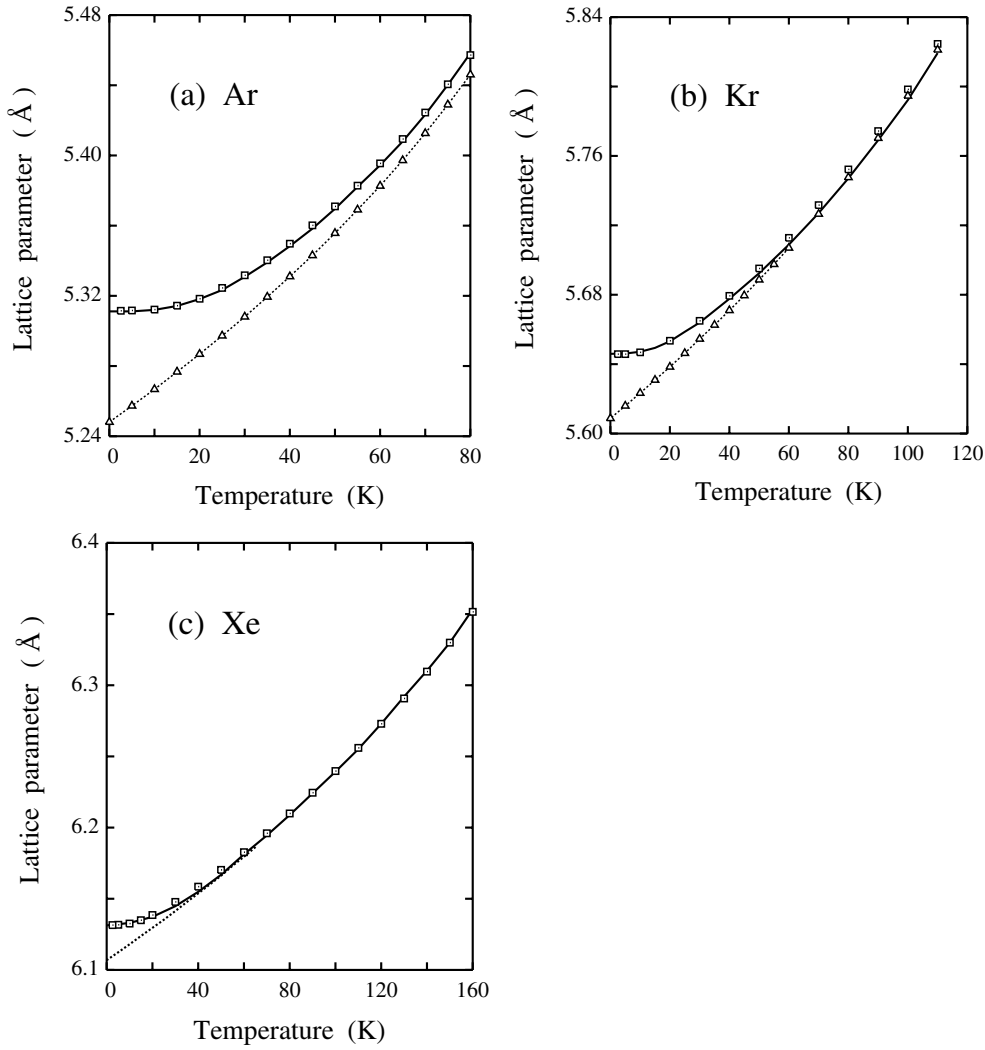 (a) Ar
Lattice parameter ( Å )
5.48
5.40
5.32
5.24
0 20 40 60 80
Temperature (K)
(b) Kr
Lattice parameter ( Å )
5.84
5.76
5.68
5.60
0 20 40 60 80 100 120
Temperature (K)
(c) Xe
Lattice parameter ( Å )
6.4
6.3
6.2
6.1
0 40 80 120 160
Temperature (K)